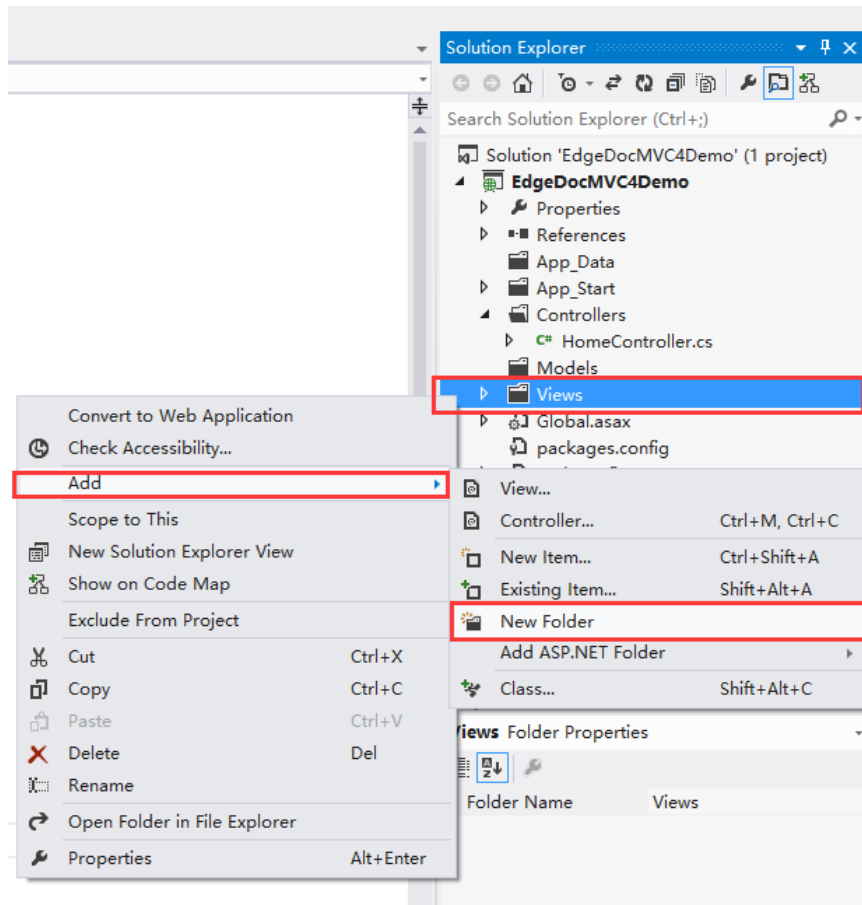 Solution Explorer
Search Solution Explorer (Ctrl+;)
Solution 'EdgeDocMVC4Demo' (1 project)
EdgeDocMVC4Demo
Properties
References
App_Data
App_Start
Controllers
C# HomeController.cs
Models
Views
Global.asax
packages.config
Convert to Web Application
Check Accessibility...
Add
Scope to This
New Solution Explorer View
Show on Code Map
Exclude From Project
Cut Ctrl+X
Copy Ctrl+C
Paste Ctrl+V
Delete Del
Rename
Open Folder in File Explorer
Properties Alt+Enter
View...
Controller... Ctrl+M, Ctrl+C
New Item... Ctrl+Shift+A
Existing Item... Shift+Alt+A
New Folder
Add ASP.NET Folder
Class... Shift+Alt+C
Views Folder Properties
Folder Name Views